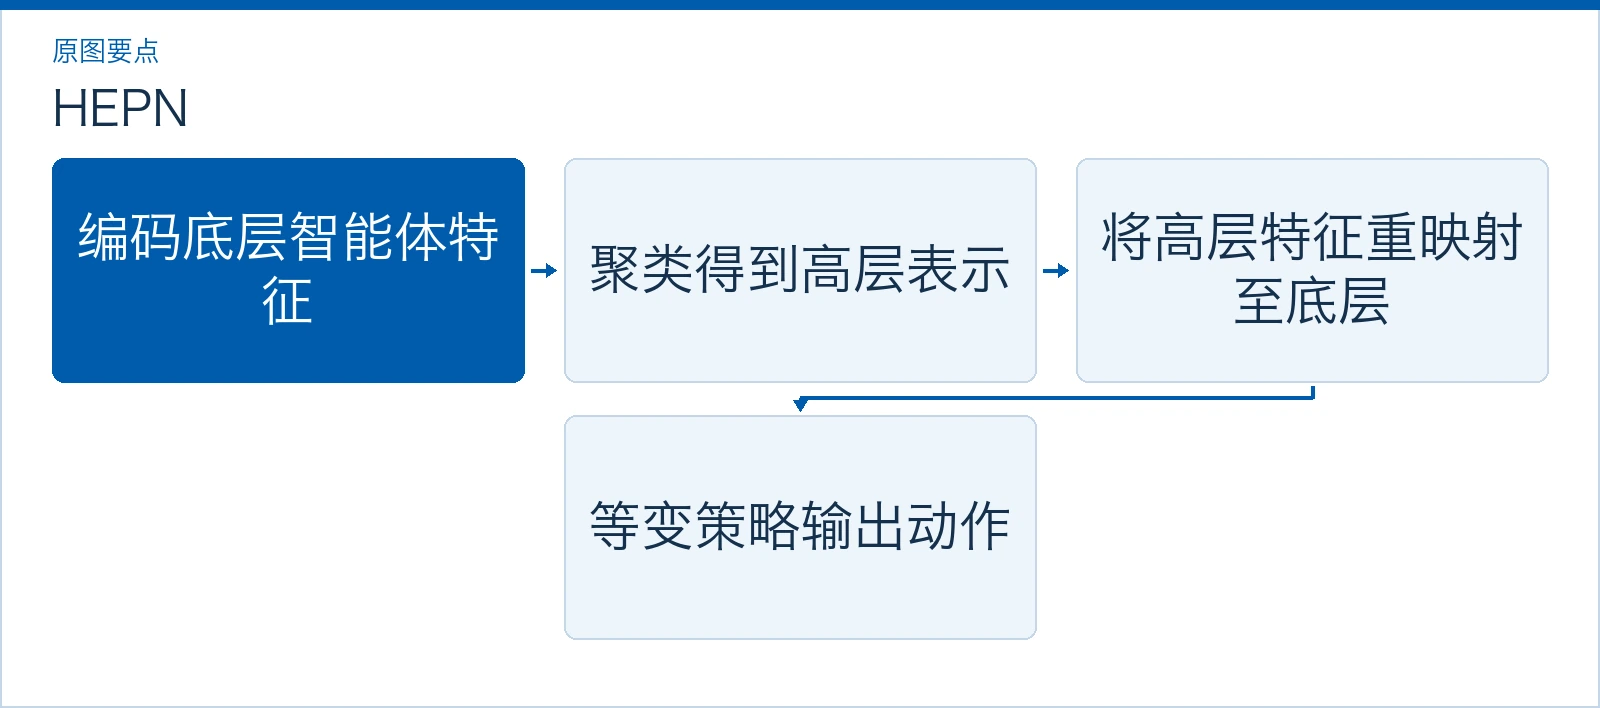 原图要点
HEPN
编码底层智能体特
征
聚类得到高层表示
将高层特征重映射
至底层
等变策略输出动作